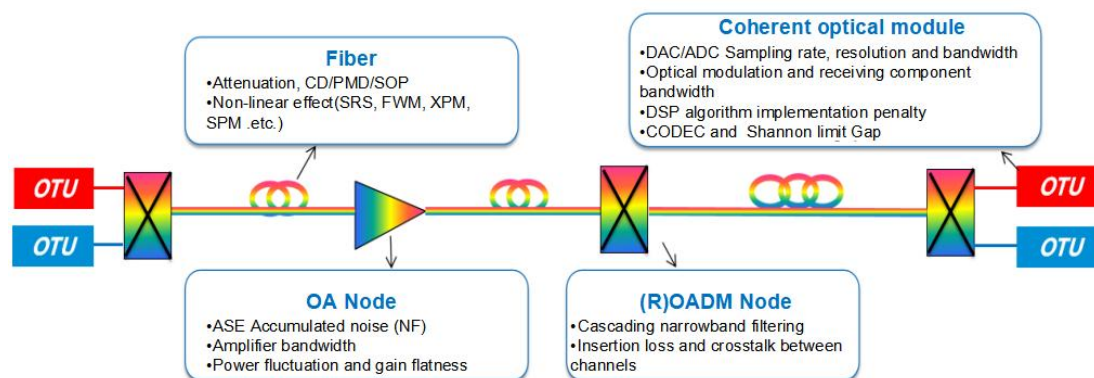 Coherent optical module
•DAC/ADC Sampling rate, resolution and bandwidth
•Optical modulation and receiving component
bandwidth
•DSP algorithm implementation penalty
•CODEC and Shannon limit Gap
Fiber
•Attenuation, CD/PMD/SOP
•Non-linear effect(SRS, FWM, XPM,
SPM .etc.)
OTU
OTU
OTU
OTU
OA Node
•ASE Accumulated noise (NF)
•Amplifier bandwidth
•Power fluctuation and gain flatness
(R)OADM Node
•Cascading narrowband filtering
•Insertion loss and crosstalk between
channels